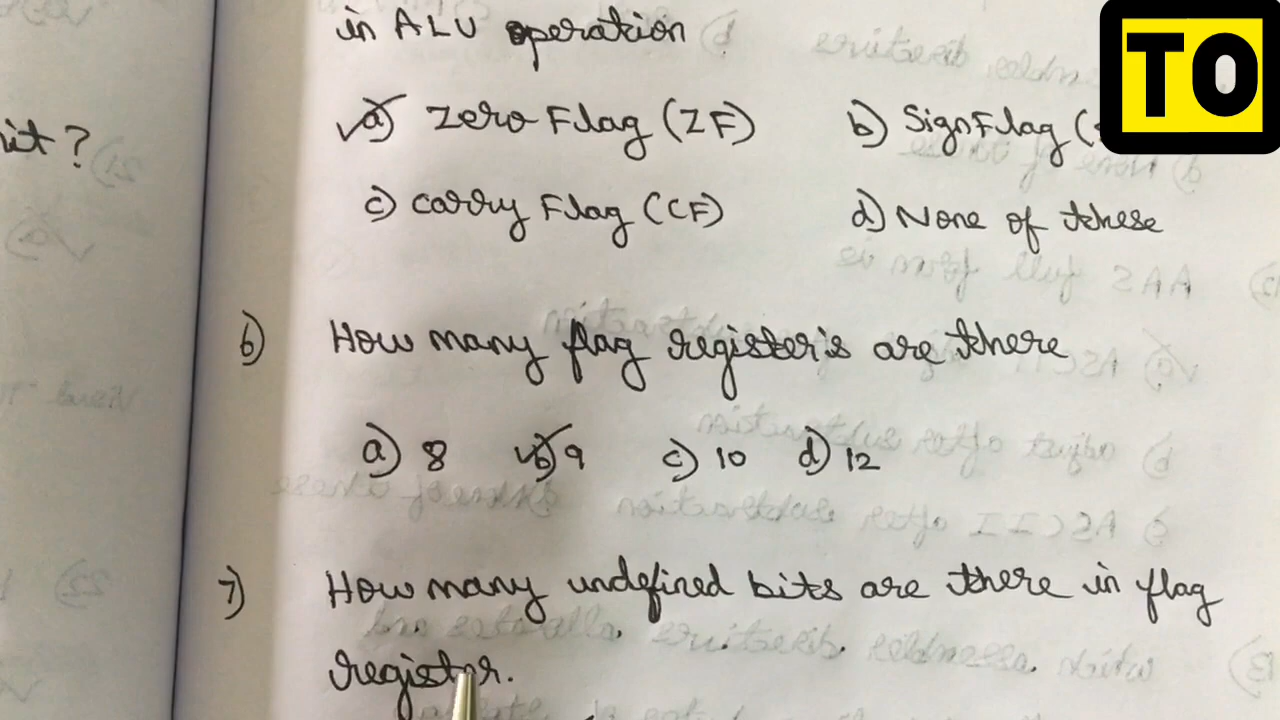 TO
in ALU operation
it?
a) Zero Flag (ZF) b) Sign Flag (
c) carry Flag (CF) d) None of these
6) How many flag register's are there
a) 8 b) 9 c) 10 d) 12
7) How many undefined bits are there in flag
register.